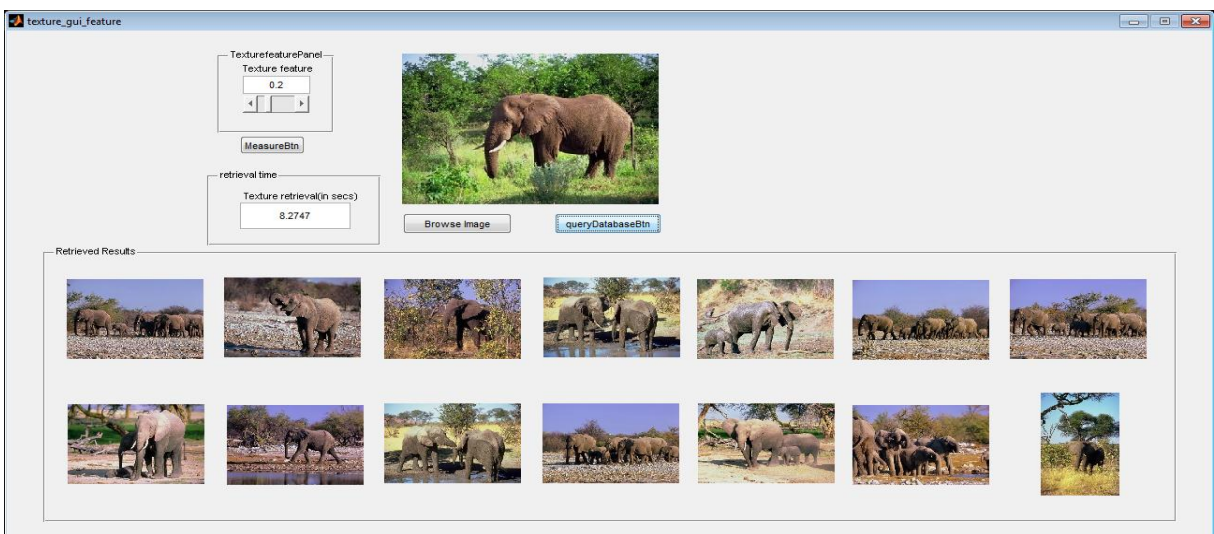 texture_gui_feature
TexturefeaturePanel
Texture feature
0.2
MeasureBtn
retrieval time
Texture retrieval(in secs)
8.2747
Browse Image
queryDatabaseBtn
Retrieved Results